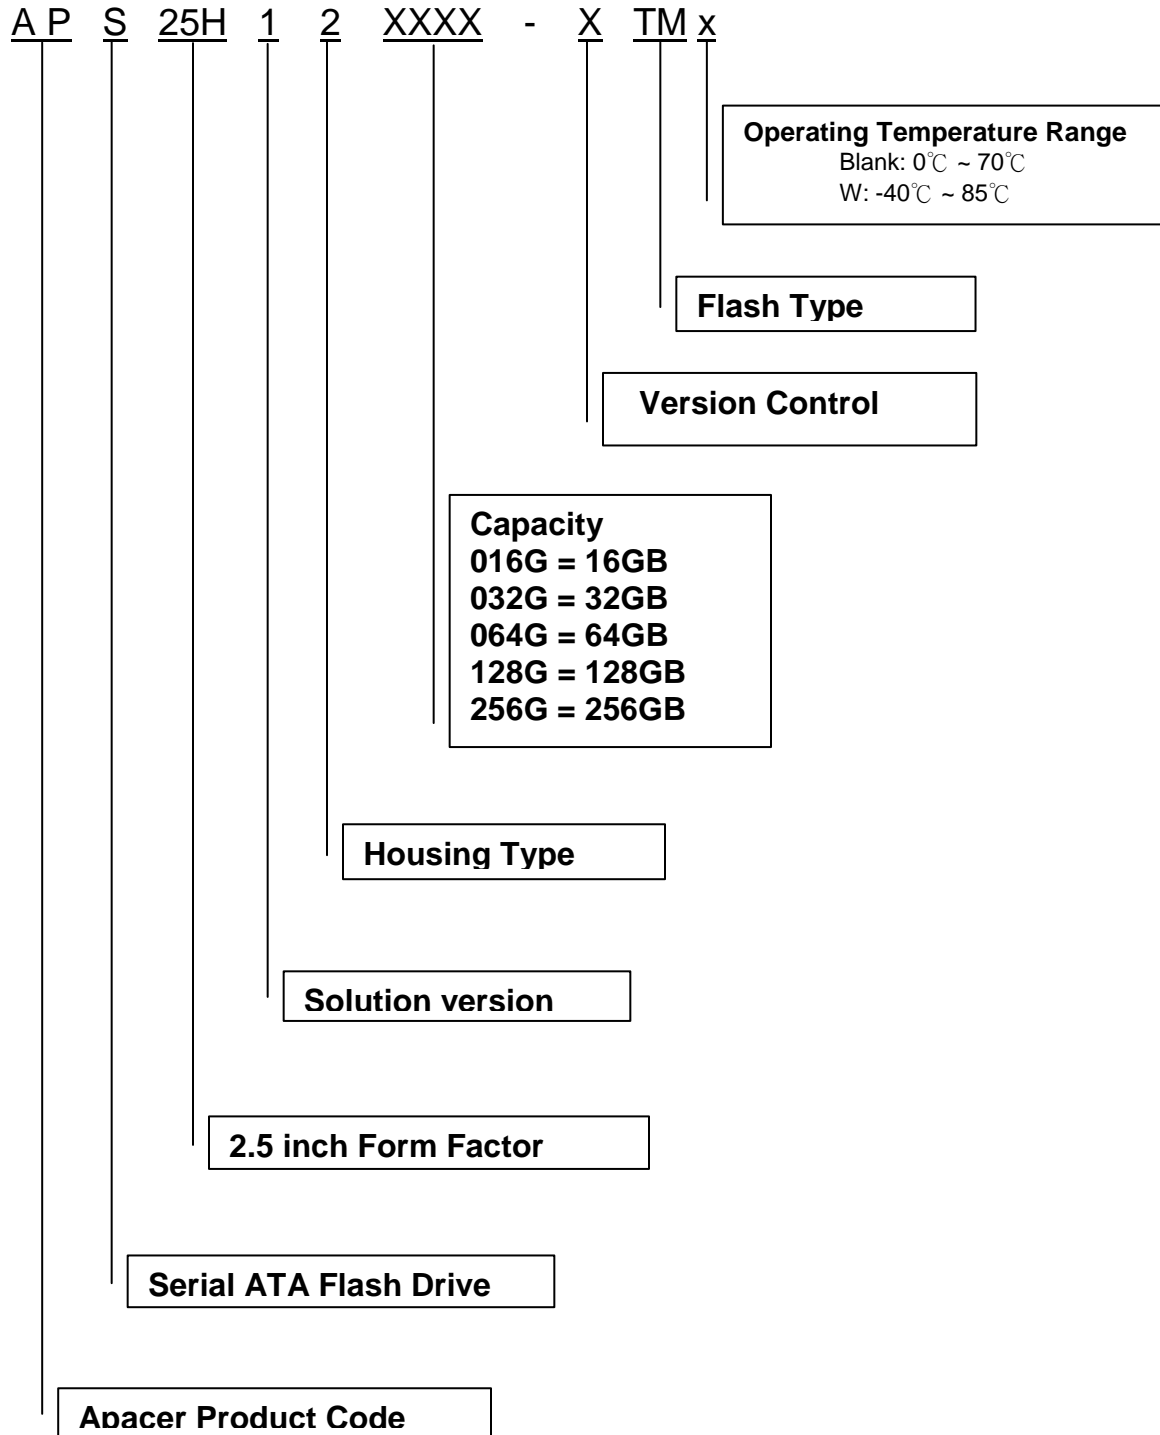 A P S 25H 1 2 XXXX - X TM x
Operating Temperature Range
Blank: 0℃ ~ 70℃
W: -40℃ ~ 85℃
Flash Type
Version Control
Capacity
016G = 16GB
032G = 32GB
064G = 64GB
128G = 128GB
256G = 256GB
Housing Type
Solution version
2.5 inch Form Factor
Serial ATA Flash Drive
Apacer Product Code